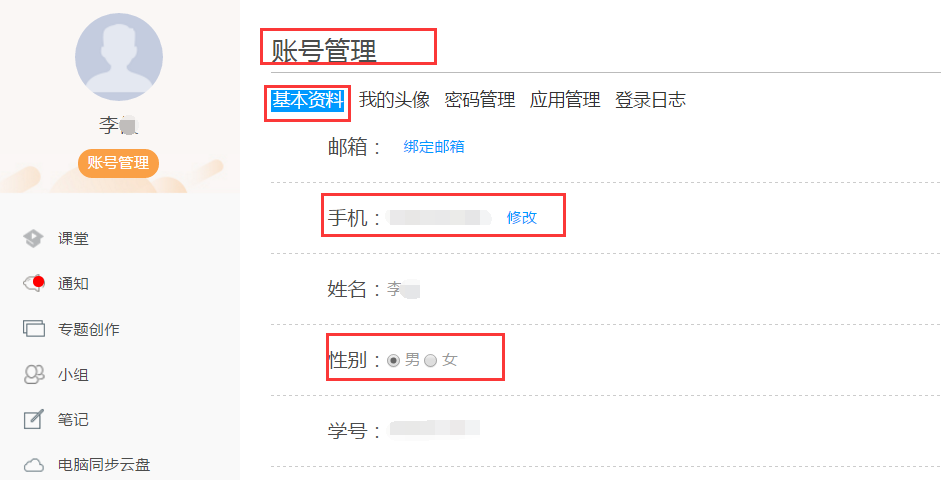 李
账号管理
课堂
通知
专题创作
小组
笔记
电脑同步云盘
账号管理
基本资料 我的头像 密码管理 应用管理 登录日志
邮箱： 绑定邮箱
手机： 修改
姓名：李
性别： 男 女
学号：